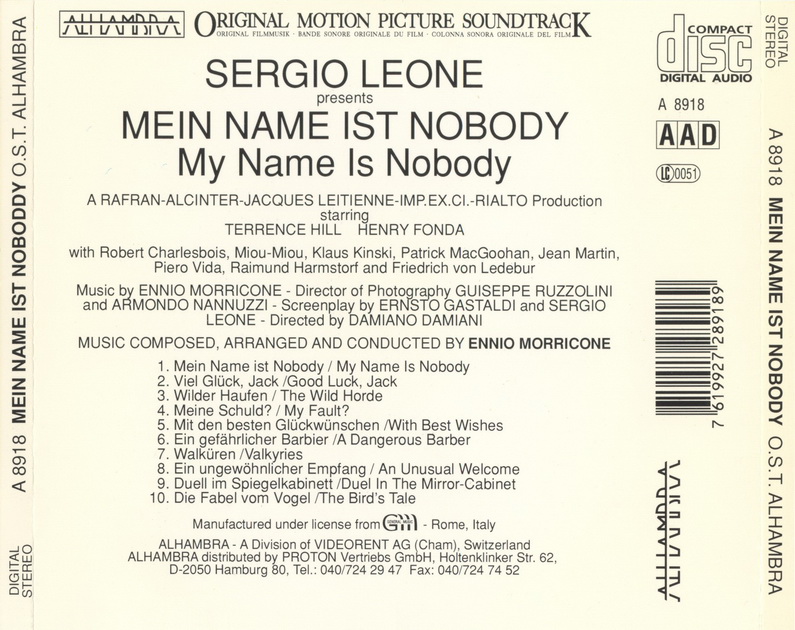 ALHAMBRA
ORIGINAL MOTION PICTURE SOUNDTRACK
ORIGINAL FILMMUSIK - BANDE SONORE ORIGINALE DU FILM - COLONNA SONORA ORIGINALE DEL FILM
SERGIO LEONE
presents
MEIN NAME IST NOBODY
My Name Is Nobody
A RAFRAN-ALCINTER-JACQUES LEITIENNE-IMP.EX.CI.-RIALTO Production
starring
TERRENCE HILL HENRY FONDA
with Robert Charlesbois, Miou-Miou, Klaus Kinski, Patrick MacGoohan, Jean Martin,
Piero Vida, Raimund Harmstorf and Friedrich von Ledebur
Music by ENNIO MORRICONE - Director of Photography GUISEPPE RUZZOLINI
and ARMONDO NANNUZZI - Screenplay by ERNSTO GASTALDI and SERGIO
LEONE - Directed by DAMIANO DAMIANI
MUSIC COMPOSED, ARRANGED AND CONDUCTED BY ENNIO MORRICONE
1. Mein Name ist Nobody / My Name Is Nobody
2. Viel Glück, Jack /Good Luck, Jack
3. Wilder Haufen / The Wild Horde
4. Meine Schuld? / My Fault?
5. Mit den besten Glückwünschen /With Best Wishes
6. Ein gefährlicher Barbier /A Dangerous Barber
7. Walküren /Valkyries
8. Ein ungewöhnlicher Empfang / An Unusual Welcome
9. Duell im Spiegelkabinett /Duel In The Mirror-Cabinet
10. Die Fabel vom Vogel /The Bird's Tale
Manufactured under license from GM GENERAL MUSIC - Rome, Italy
ALHAMBRA - A Division of VIDEORENT AG (Cham), Switzerland
ALHAMBRA distributed by PROTON Vertriebs GmbH, Holtenklinker Str. 62,
D-2050 Hamburg 80, Tel.: 040/724 29 47 Fax: 040/724 74 52
COMPACT
disc
DIGITAL AUDIO
A 8918
AAD
LC 0051
7 619927 289189
ALHAMBRA
DIGITAL
STEREO
A 8918 MEIN NAME IST NOBODDY O.S.T. ALHAMBRA
DIGITAL
STEREO
A 8918 MEIN NAME IST NOBODY O.S.T. ALHAMBRA